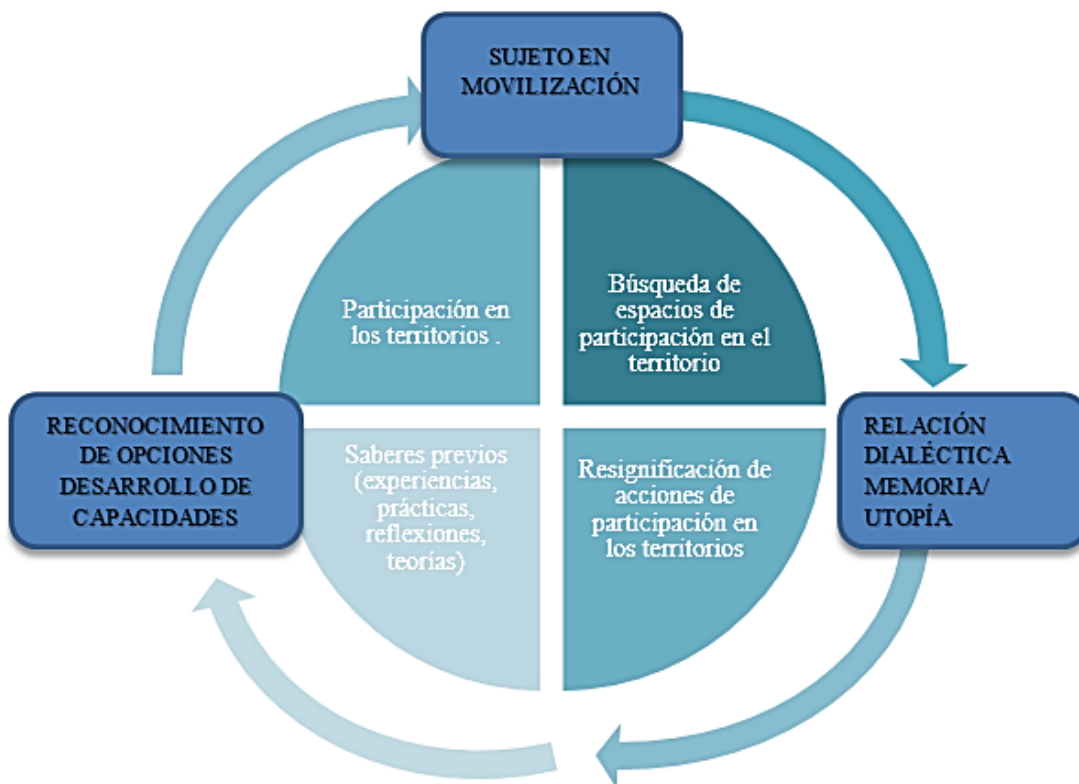 SUJETO EN
MOVILIZACIÓN
Participación en
los territorios .
Búsqueda de
espacios de
participación en el
territorio
RECONOCIMIENTO
DE OPCIONES
DESARROLLO DE
CAPACIDADES
RELACIÓN
DIALÉCTICA
MEMORIA/
UTOPÍA
Saberes previos
(experiencias,
prácticas,
reflexiones,
teorías)
Resignificación de
acciones de
participación en
los territorios